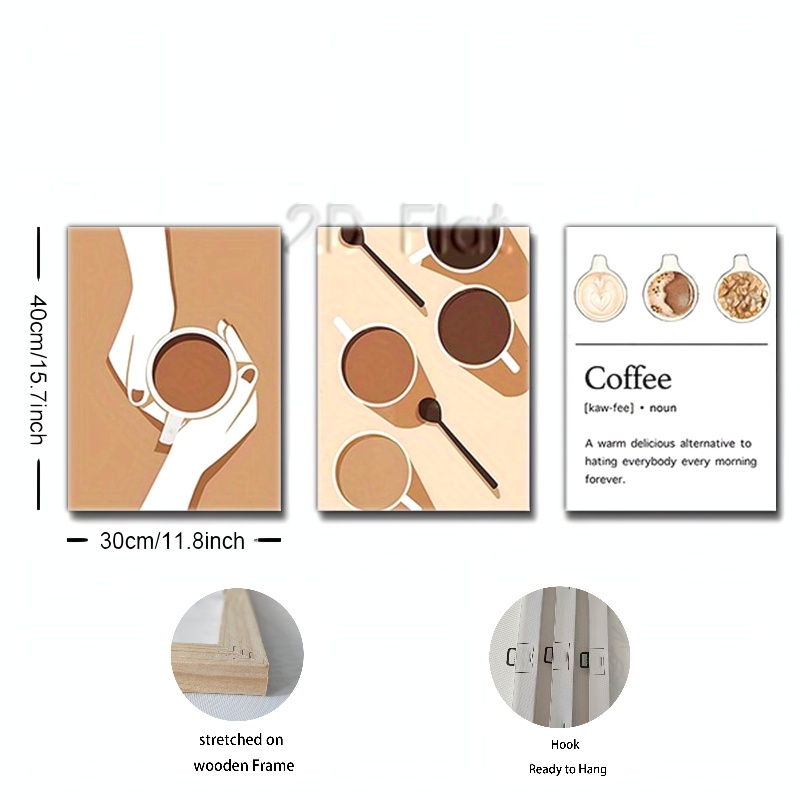 2D Flat
40cm/15.7inch
Coffee
[kaw-fee] • noun
A warm delicious alternative to
hating everybody every morning
forever.
30cm/11.8inch
stretched on
wooden Frame
Hook
Ready to Hang